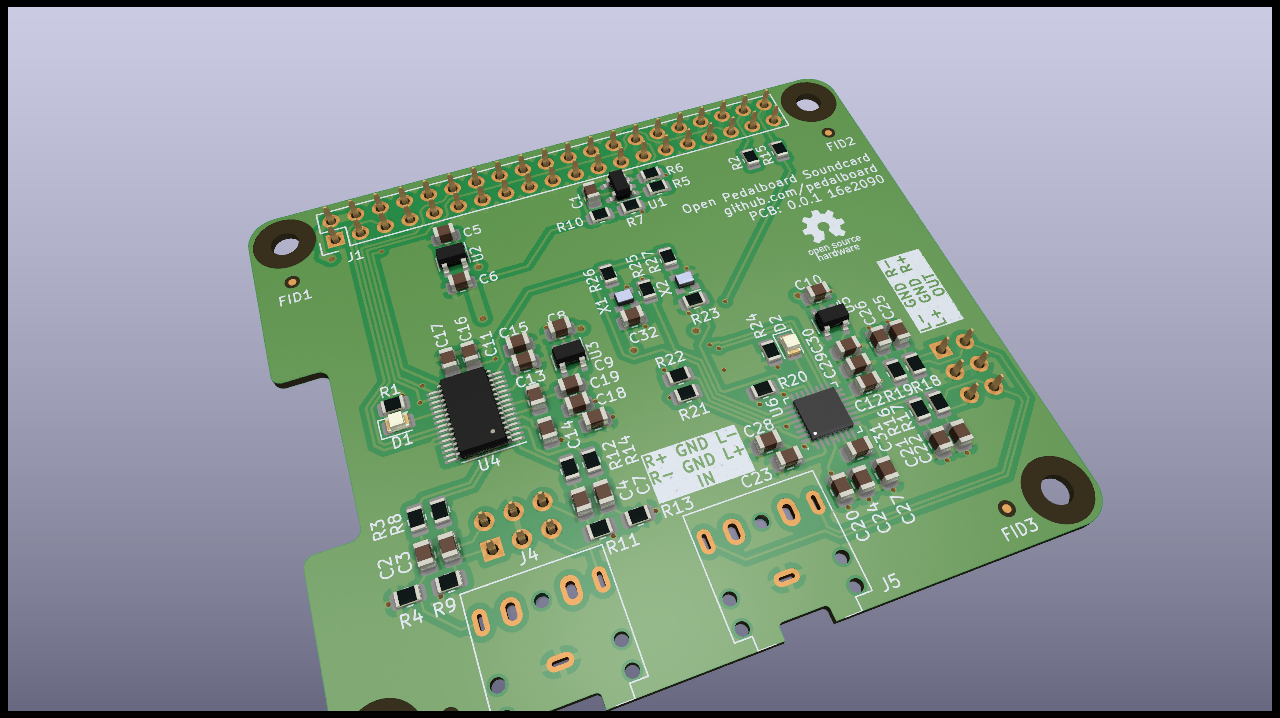 J1
FID1
C5
U2
C6
C1
R10
R7
U1
R5
R6
R2
FID2
Open Pedalboard Soundcard
github.com/pedalboard
PCB: 0.0.1 16e2090
open source
hardware
R-
R+
GND
GND
L-
L+
OUT
R26
R25
R27
X1
X2
C32
R23
C10
C26
C25
R24
D2
C29
C30
C17
C16
C11
C15
C8
U3
C9
C13
C19
C18
C14
R1
D1
U4
R22
R21
R20
U6
C12
R19
R18
R17
C28
C23
C31
C21
C22
C20
C24
C27
R12
R14
C4
C7
R13
R11
R+ GND L-
R- GND L+
IN
R3
R8
C2
C3
R4
R9
J4
J5
FID3